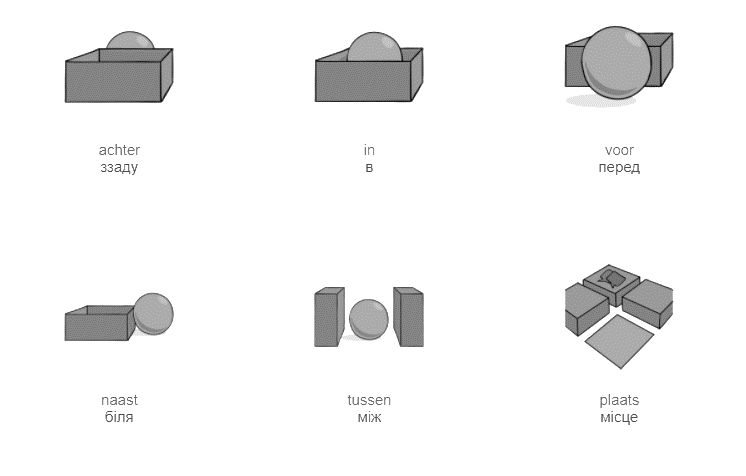 achter
ззаду
in
в
voor
перед
naast
біля
tussen
між
plaats
місце